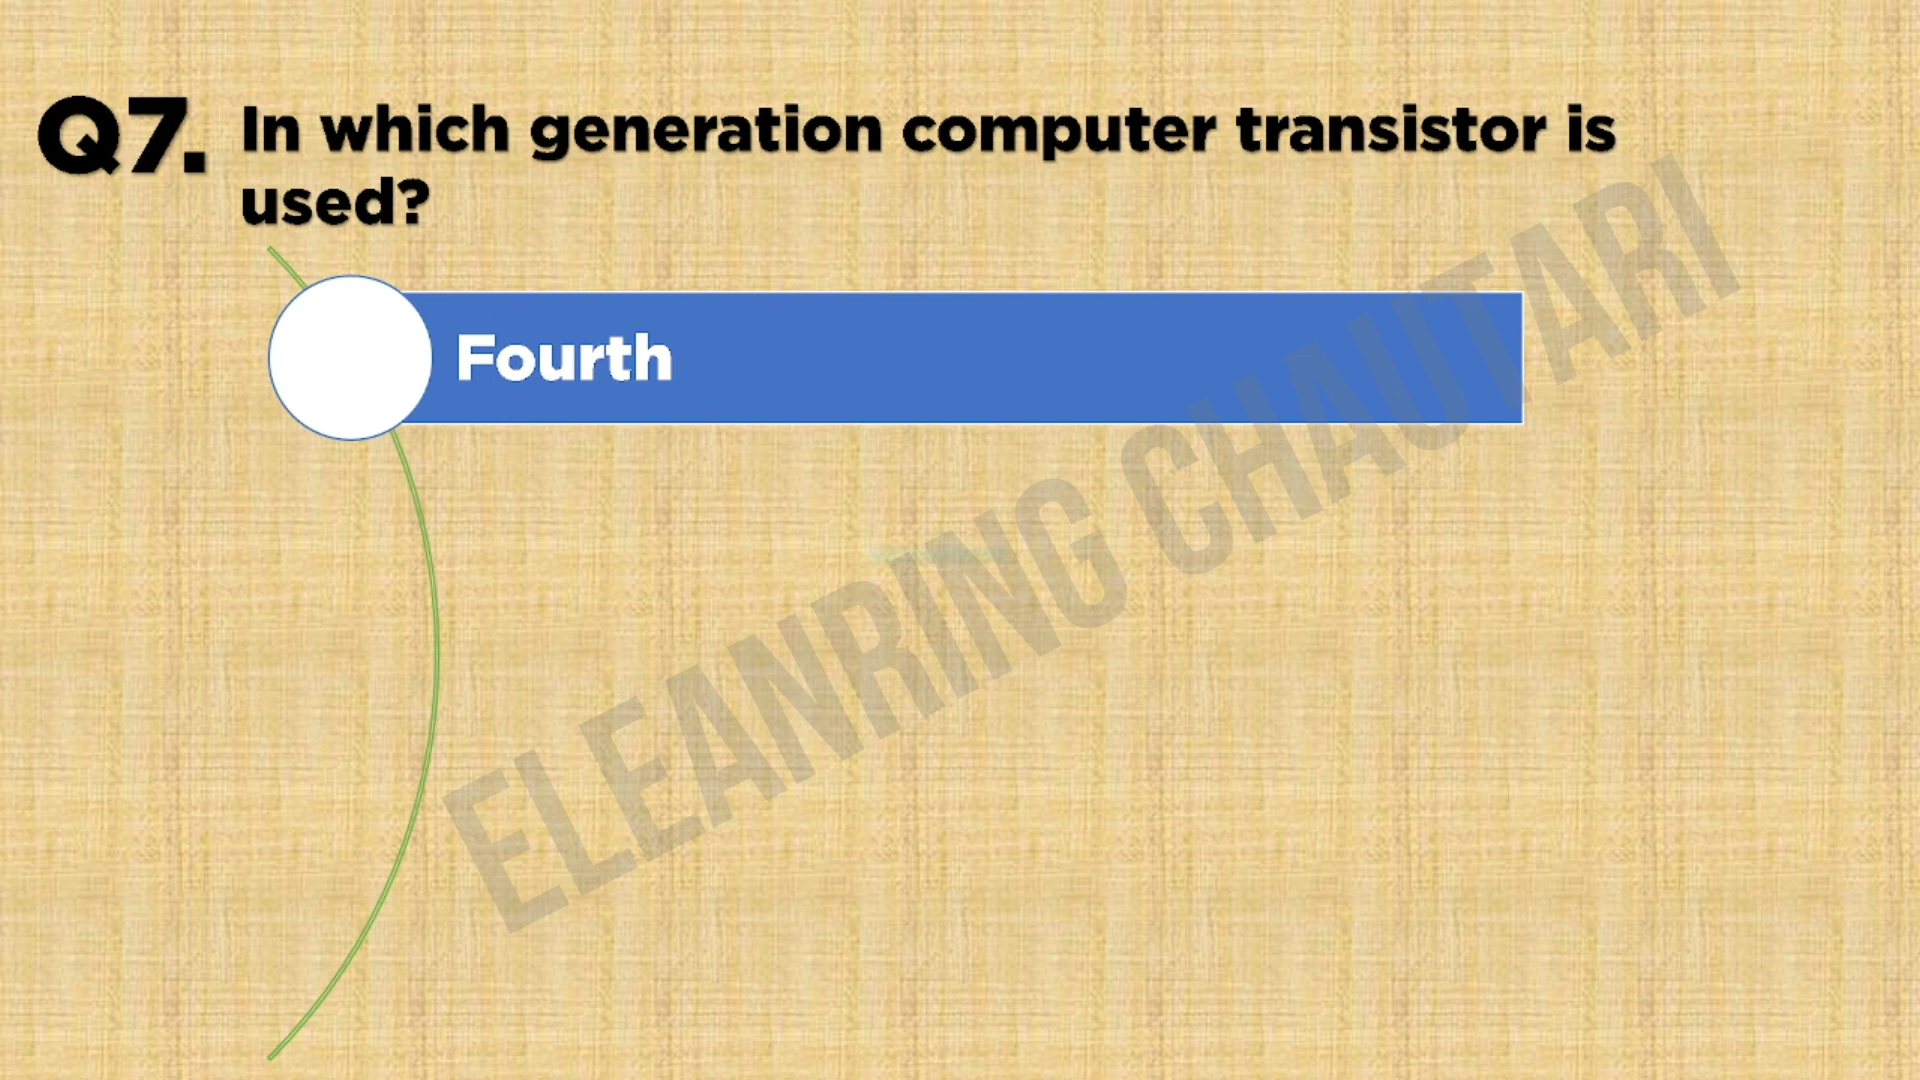 Q7. In which generation computer transistor is
used?
Fourth
ELEANRING CHAUTARI